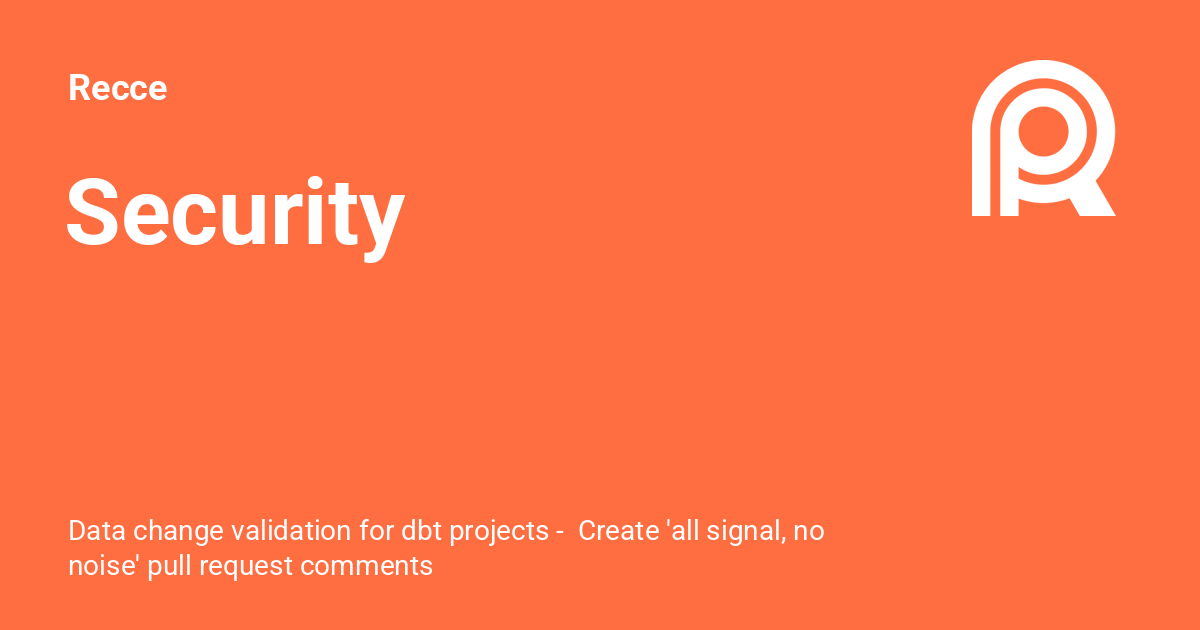 Recce
Security
Data change validation for dbt projects -  Create 'all signal, no
noise' pull request comments